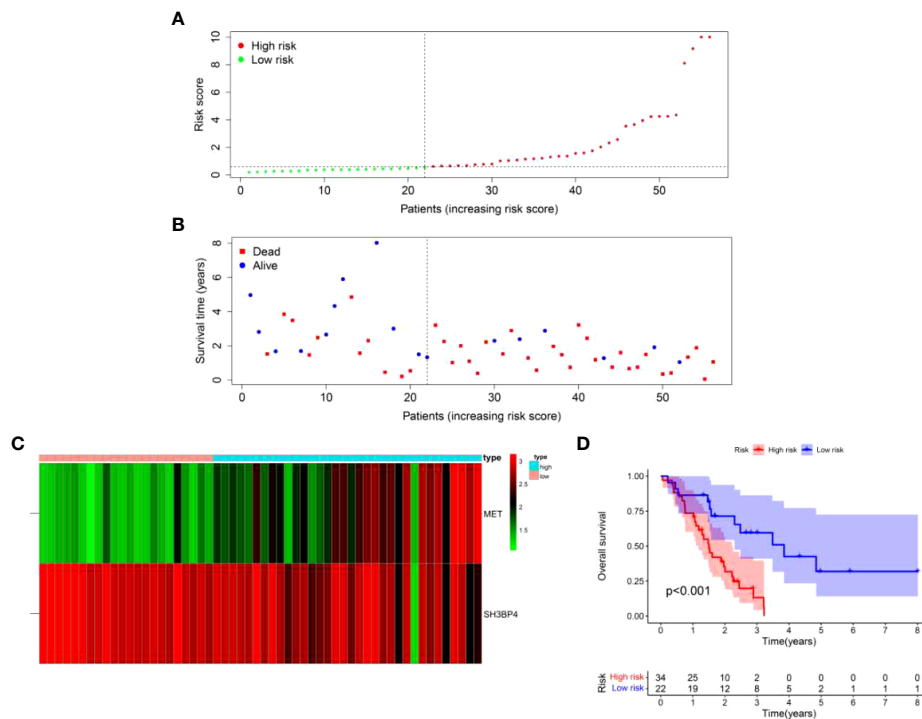 A
High risk
Low risk
Risk score
0 2 4 6 8 10
0 10 20 30 40 50
Patients (increasing risk score)
B
Dead
Alive
Survival time (years)
0 2 4 6 8
0 10 20 30 40 50
Patients (increasing risk score)
C
type
MET
SH3BP4
3
2.5
2
1.5
type
high
low
D
Risk High risk Low risk
Overall survival
1.00
0.75
0.50
0.25
0.00
p<0.001
0 1 2 3 4 5 6 7 8
Time(years)
Risk
High risk 34 25 10 2 0 0 0 0 0
Low risk 22 19 12 8 5 2 1 1 1
0 1 2 3 4 5 6 7 8
Time(years)